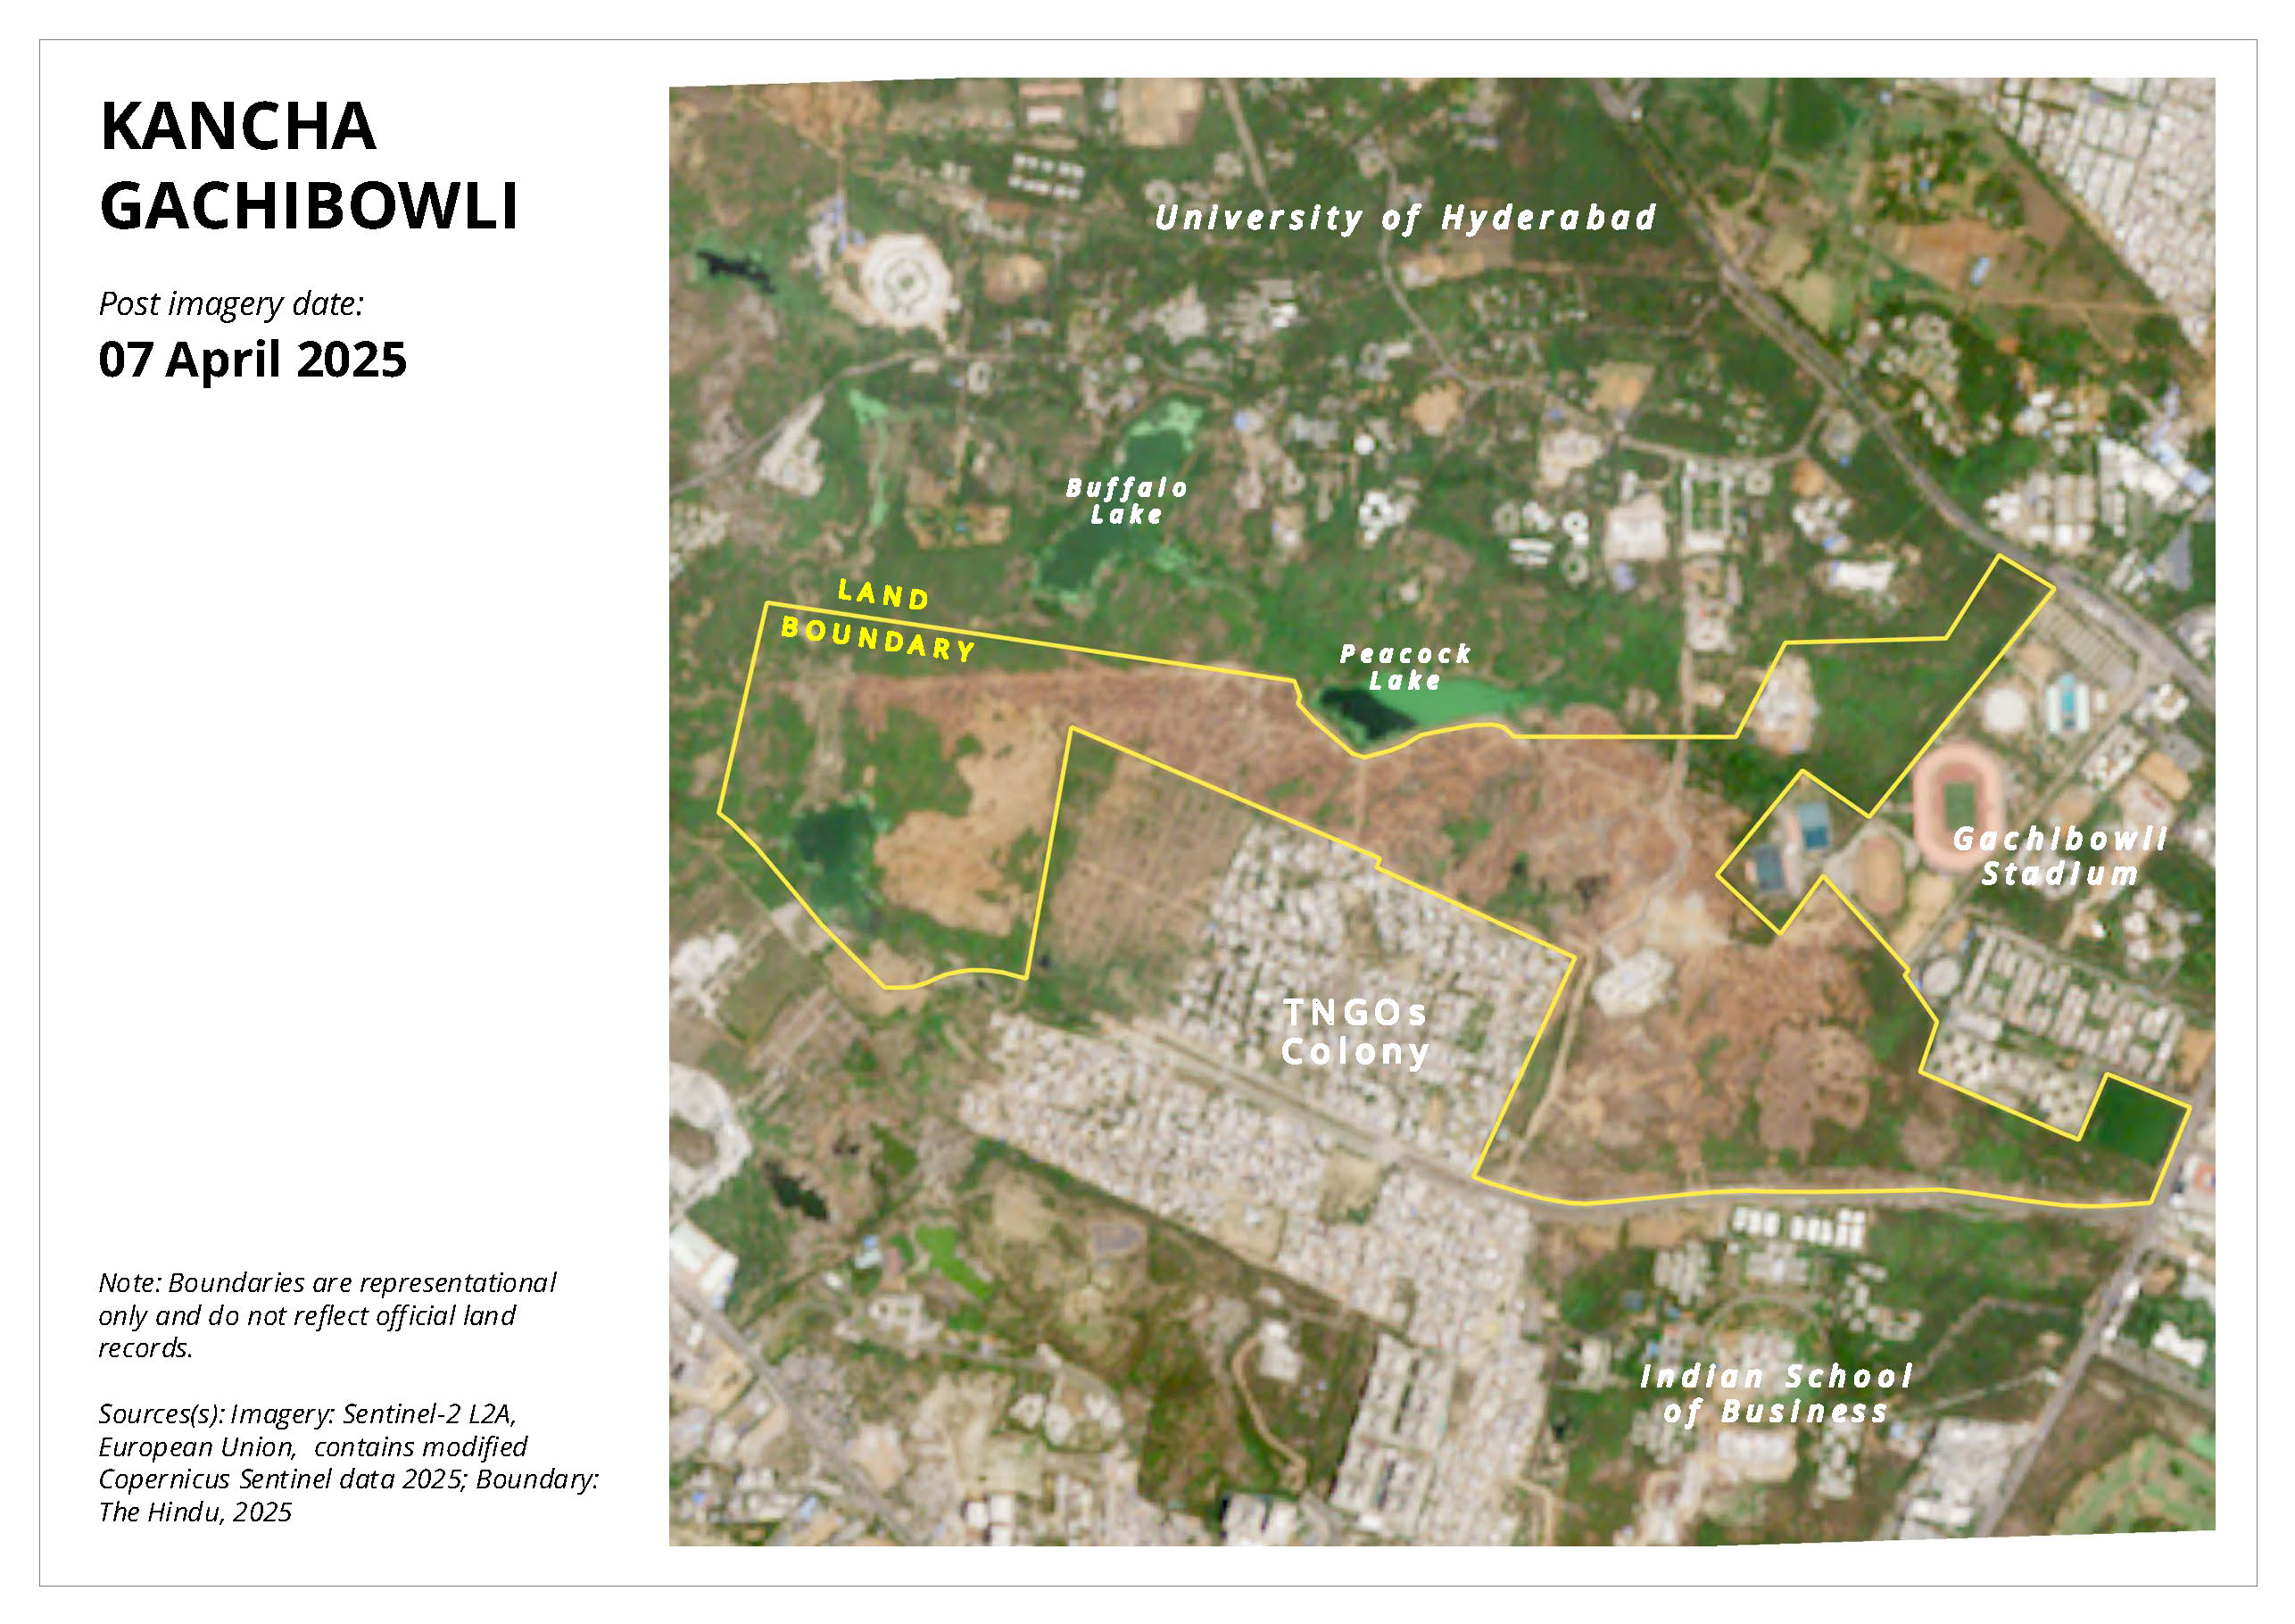 KANCHA
GACHIBOWLI
Post imagery date:
07 April 2025
University of Hyderabad
Buffalo
Lake
LAND
BOUNDARY
Peacock
Lake
Gachibowli
Stadium
TNGOs
Colony
Indian School
of Business
Note: Boundaries are representational
only and do not reflect official land
records.
Sources(s): Imagery: Sentinel-2 L2A,
European Union, contains modified
Copernicus Sentinel data 2025; Boundary:
The Hindu, 2025